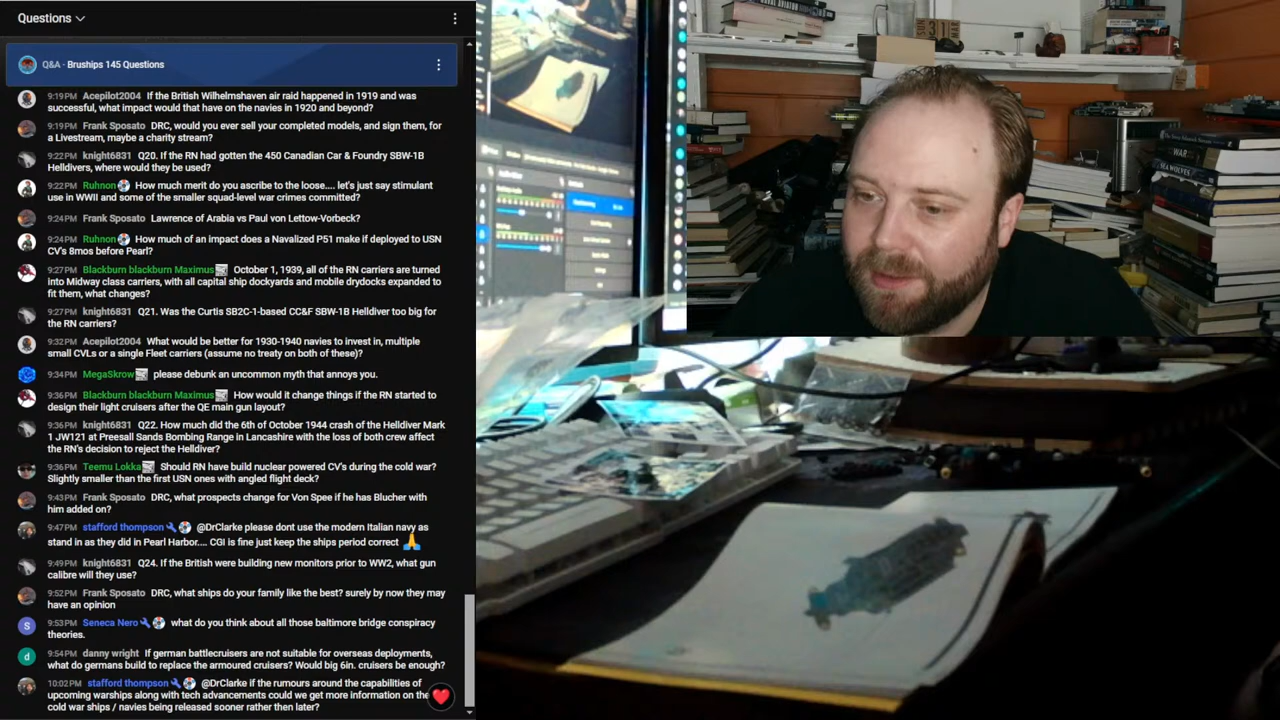 Questions
Q&A · Bruships 145 Questions
9:19PM Acepilot2004 If the British Wilhelmshaven air raid happened in 1919 and was
successful, what impact would that have on the navies in 1920 and beyond?
9:19PM Frank Sposato DRC, would you ever sell your completed models, and sign them, for
a Livestream, maybe a charity stream?
9:22PM knight6831 Q20. If the RN had gotten the 450 Canadian Car & Foundry SBW-1B
Helldivers, where would they be used?
9:22PM Ruhnon How much merit do you ascribe to the loose.... let's just say stimulant
use in WWII and some of the smaller squad-level war crimes committed?
9:24PM Frank Sposato Lawrence of Arabia vs Paul von Lettow-Vorbeck?
9:24PM Ruhnon How much of an impact does a Navalized P51 make if deployed to USN
CV's 8mos before Pearl?
9:27PM Blackburn blackburn Maximus October 1, 1939, all of the RN carriers are turned
into Midway class carriers, with all capital ship dockyards and mobile drydocks expanded to
fit them, what changes?
9:27PM knight6831 Q21. Was the Curtis SB2C-1-based CC&F SBW-1B Helldiver too big for
the RN carriers?
9:32PM Acepilot2004 What would be better for 1930-1940 navies to invest in, multiple
small CVLs or a single Fleet carriers (assume no treaty on both of these)?
9:34PM MegaSkrow please debunk an uncommon myth that annoys you.
9:36PM Blackburn blackburn Maximus How would it change things if the RN started to
design their light cruisers after the QE main gun layout?
9:36PM knight6831 Q22. How much did the 6th of October 1944 crash of the Helldiver Mark
1 JW121 at Preesall Sands Bombing Range in Lancashire with the loss of both crew affect
the RN's decision to reject the Helldiver?
9:36PM Teemu Lokka Should RN have build nuclear powered CV's during the cold war?
Slightly smaller than the first USN ones with angled flight deck?
9:43PM Frank Sposato DRC, what prospects change for Von Spee if he has Blucher with
him added on?
9:47PM stafford thompson @DrClarke please dont use the modern Italian navy as
stand in as they did in Pearl Harbor.... CGI is fine just keep the ships period correct
9:49PM knight6831 Q24. If the British were building new monitors prior to WW2, what gun
calibre will they use?
9:52PM Frank Sposato DRC, what ships do your family like the best? surely by now they may
have an opinion
S
9:53PM Seneca Nero what do you think about all those baltimore bridge conspiracy
theories.
d
9:54PM danny wright If german battlecruisers are not suitable for overseas deployments,
what do germans build to replace the armoured cruisers? Would big 6in. cruisers be enough?
10:02PM stafford thompson @DrClarke if the rumours around the capabilities of
upcoming warships along with tech advancements could we get more information on the
cold war ships / navies being released sooner rather then later?
NAVAL AVIATOR
SUN 31 MAR
WAR
SEA WOLVES